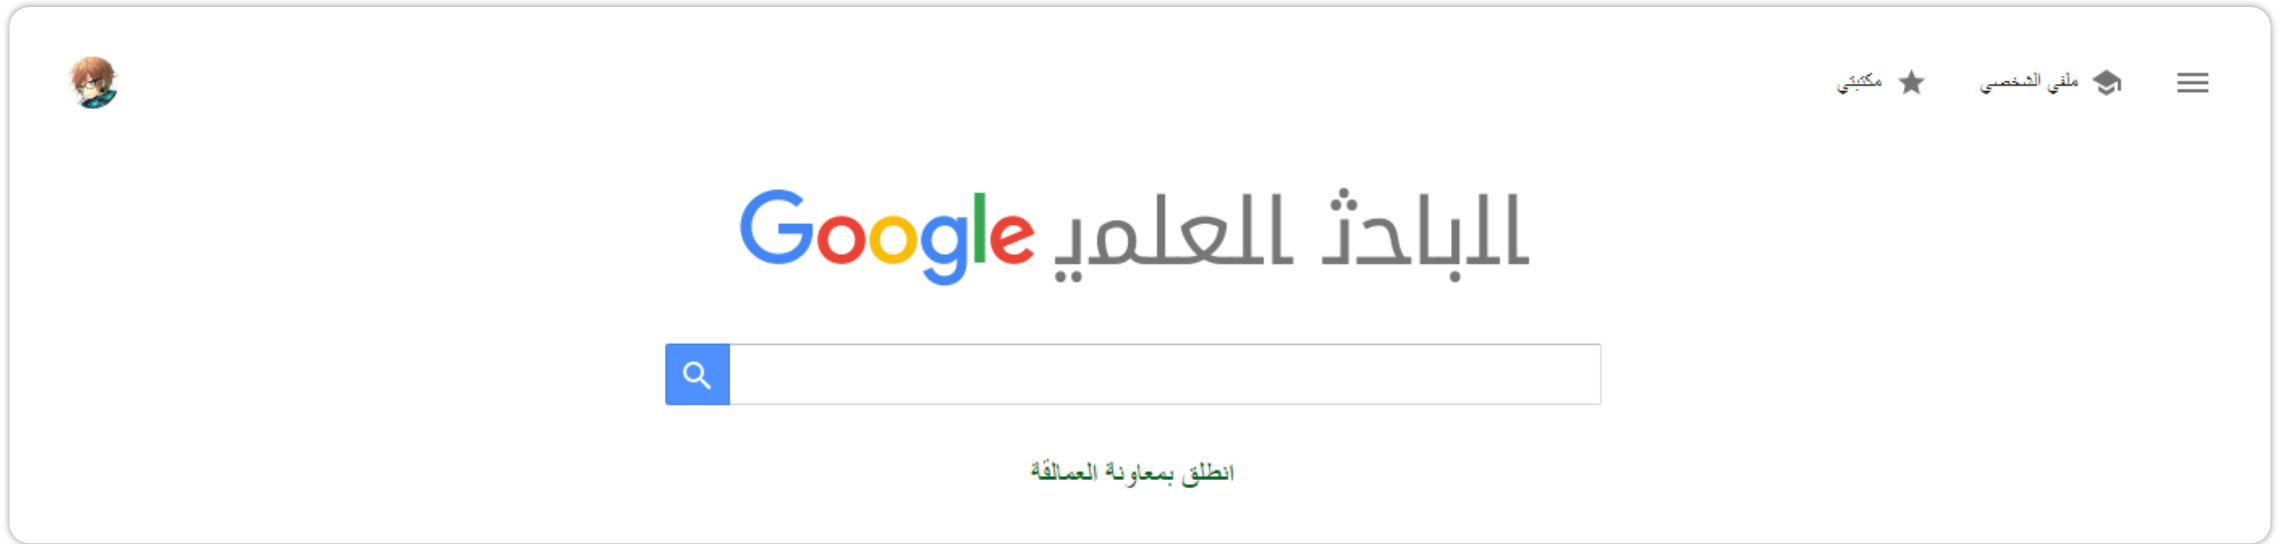 ملفي الشخصي
مكتبتي
الباحث العلمي Google
انطلق بمعاونة العمالقة